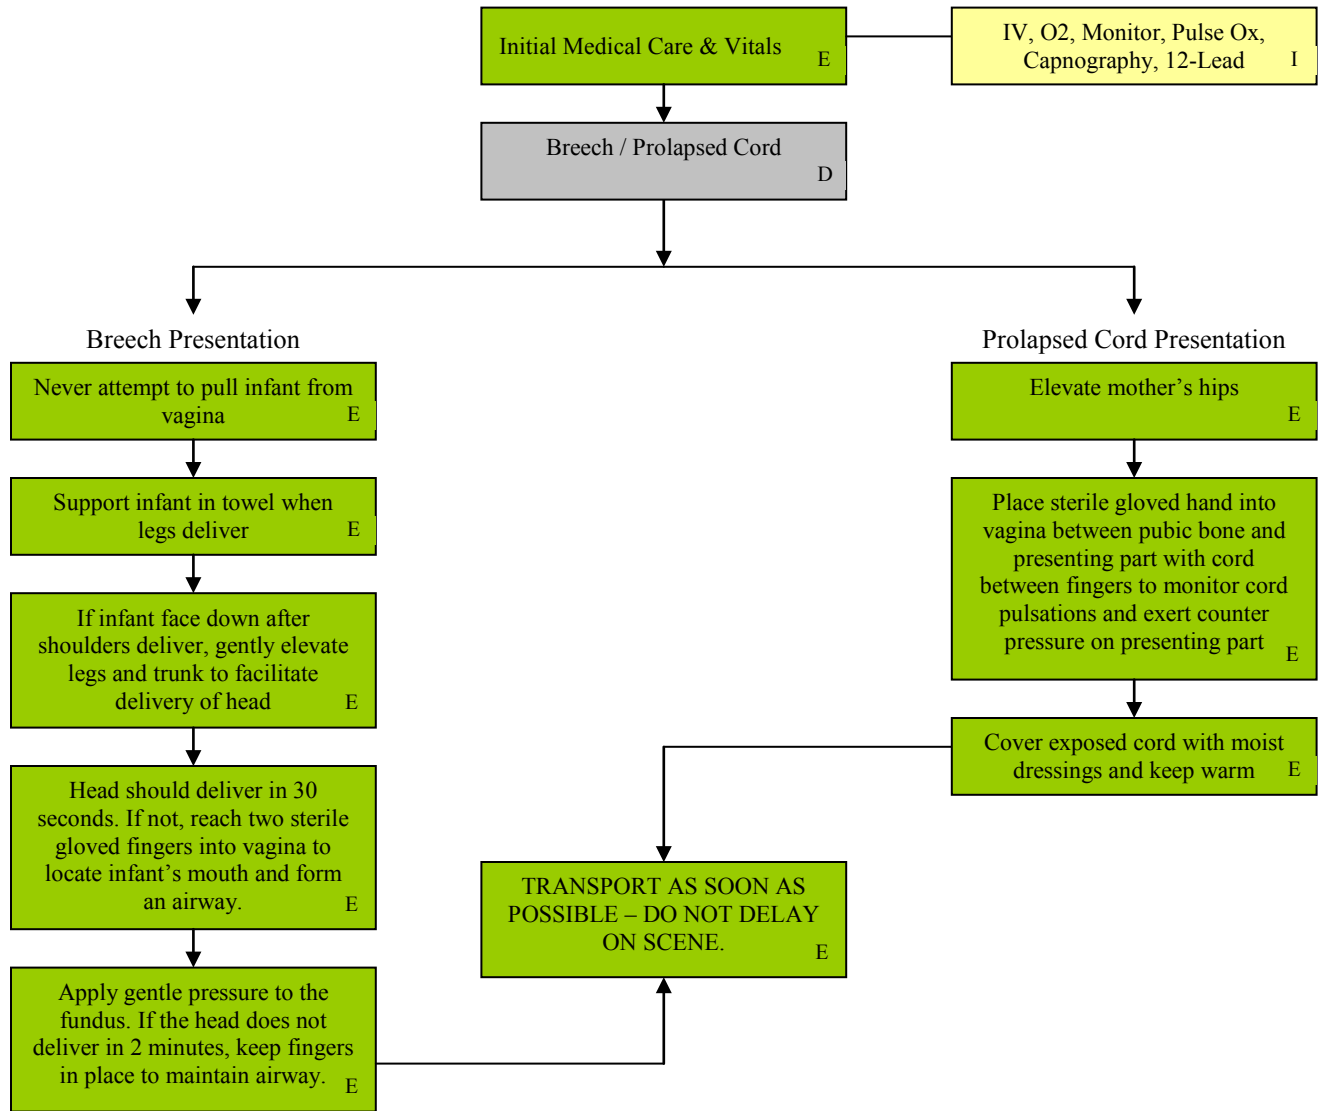 Initial Medical Care & Vitals
E
IV, O2, Monitor, Pulse Ox,
Capnography, 12-Lead I
Breech / Prolapsed Cord
D
Breech Presentation
Never attempt to pull infant from
vagina E
Support infant in towel when
legs deliver E
If infant face down after
shoulders deliver, gently elevate
legs and trunk to facilitate
delivery of head E
Head should deliver in 30
seconds. If not, reach two sterile
gloved fingers into vagina to
locate infant’s mouth and form
an airway. E
Apply gentle pressure to the
fundus. If the head does not
deliver in 2 minutes, keep fingers
in place to maintain airway.
E
Prolapsed Cord Presentation
Elevate mother’s hips
E
Place sterile gloved hand into
vagina between pubic bone and
presenting part with cord
between fingers to monitor cord
pulsations and exert counter
pressure on presenting part
E
Cover exposed cord with moist
dressings and keep warm E
TRANSPORT AS SOON AS
POSSIBLE – DO NOT DELAY
ON SCENE.
E